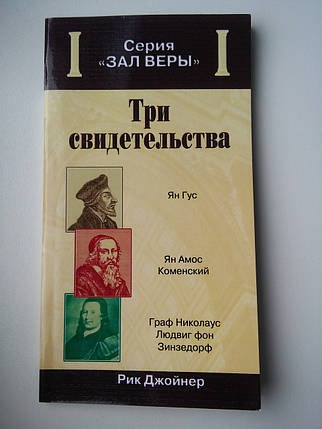 Серия
«ЗАЛ ВЕРЫ»
Три
свидетельства
Ян Гус
Ян Амос
Коменский
Граф Николаус
Людвиг фон
Зинзедорф
Рик Джойнер